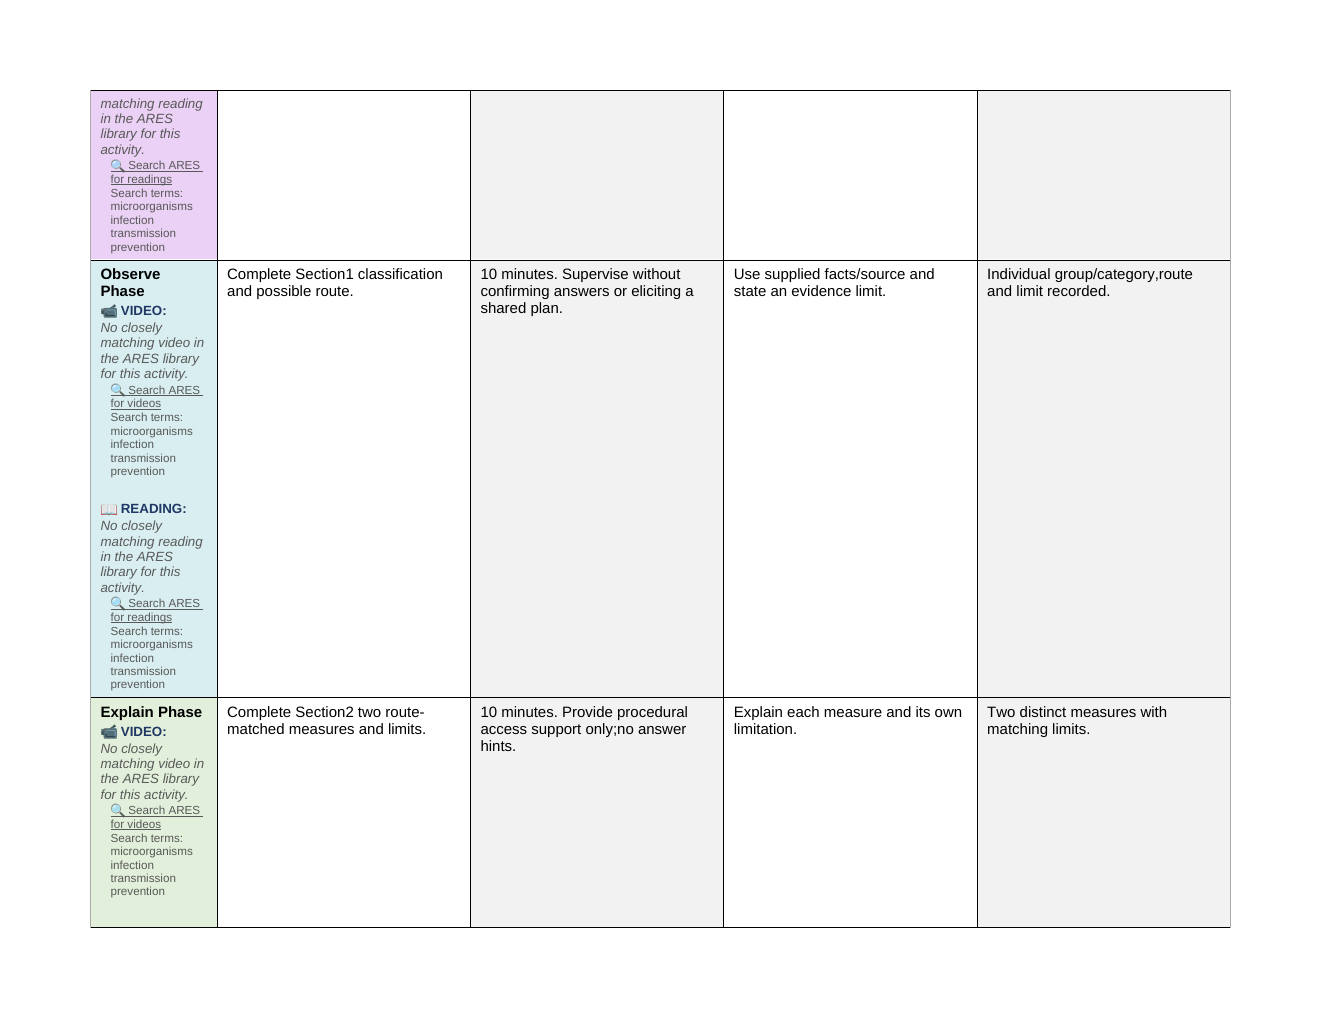 matching reading
in the ARES
library for this
activity.
🔍 Search ARES
for readings
Search terms:
microorganisms
infection
transmission
prevention
Observe
Phase
📹 VIDEO:
No closely
matching video in
the ARES library
for this activity.
🔍 Search ARES
for videos
Search terms:
microorganisms
infection
transmission
prevention
📖 READING:
No closely
matching reading
in the ARES
library for this
activity.
🔍 Search ARES
for readings
Search terms:
microorganisms
infection
transmission
prevention
Complete Section1 classification
and possible route.
10 minutes. Supervise without
confirming answers or eliciting a
shared plan.
Use supplied facts/source and
state an evidence limit.
Individual group/category,route
and limit recorded.
Explain Phase
📹 VIDEO:
No closely
matching video in
the ARES library
for this activity.
🔍 Search ARES
for videos
Search terms:
microorganisms
infection
transmission
prevention
Complete Section2 two route-
matched measures and limits.
10 minutes. Provide procedural
access support only;no answer
hints.
Explain each measure and its own
limitation.
Two distinct measures with
matching limits.